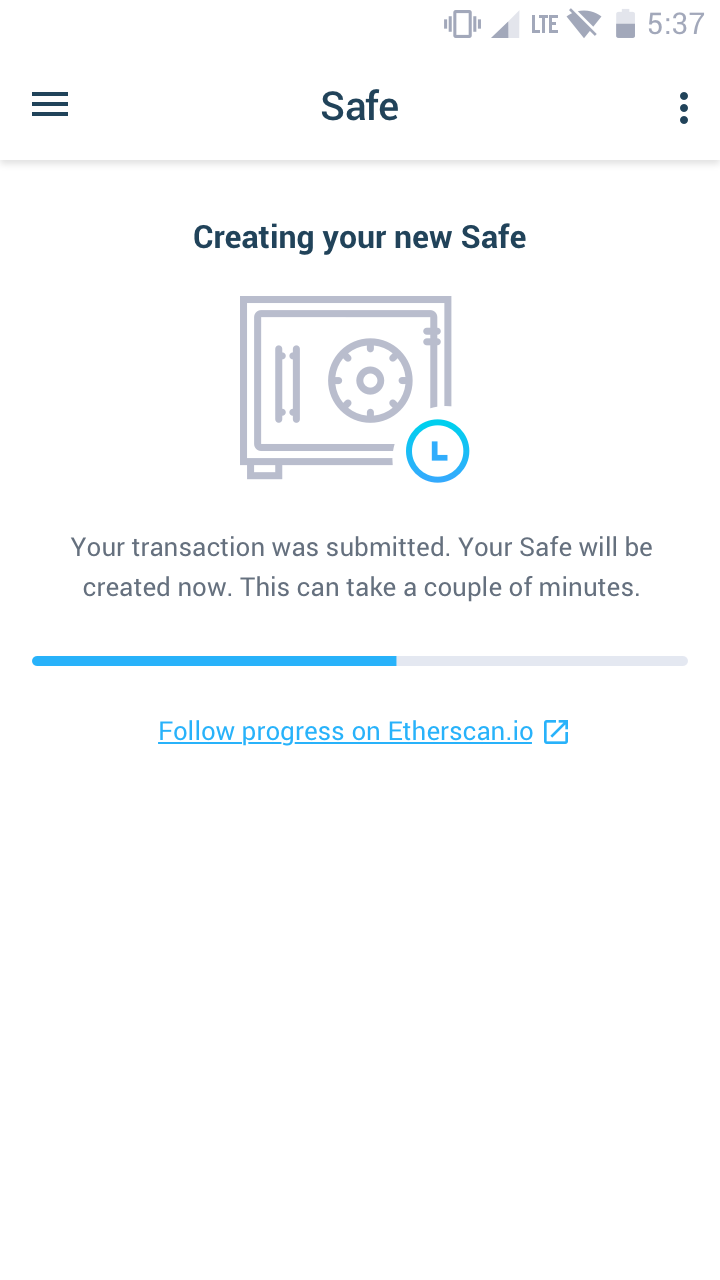 LTE 5:37
Safe
Creating your new Safe
Your transaction was submitted. Your Safe will be
created now. This can take a couple of minutes.
Follow progress on Etherscan.io